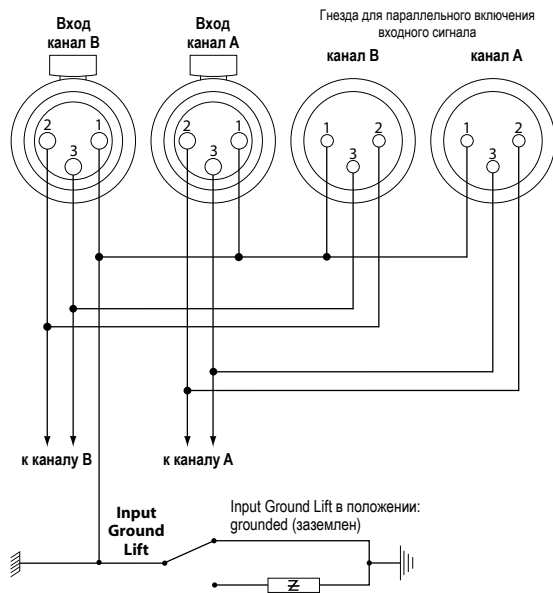 Вход
канал B
Вход
канал A
Гнезда для параллельного включения
входного сигнала
канал B
канал A
2
1
3
2
1
3
1
2
3
1
2
3
к каналу B
к каналу A
Input
Ground
Lift
Input Ground Lift в положении:
grounded (заземлен)
Z